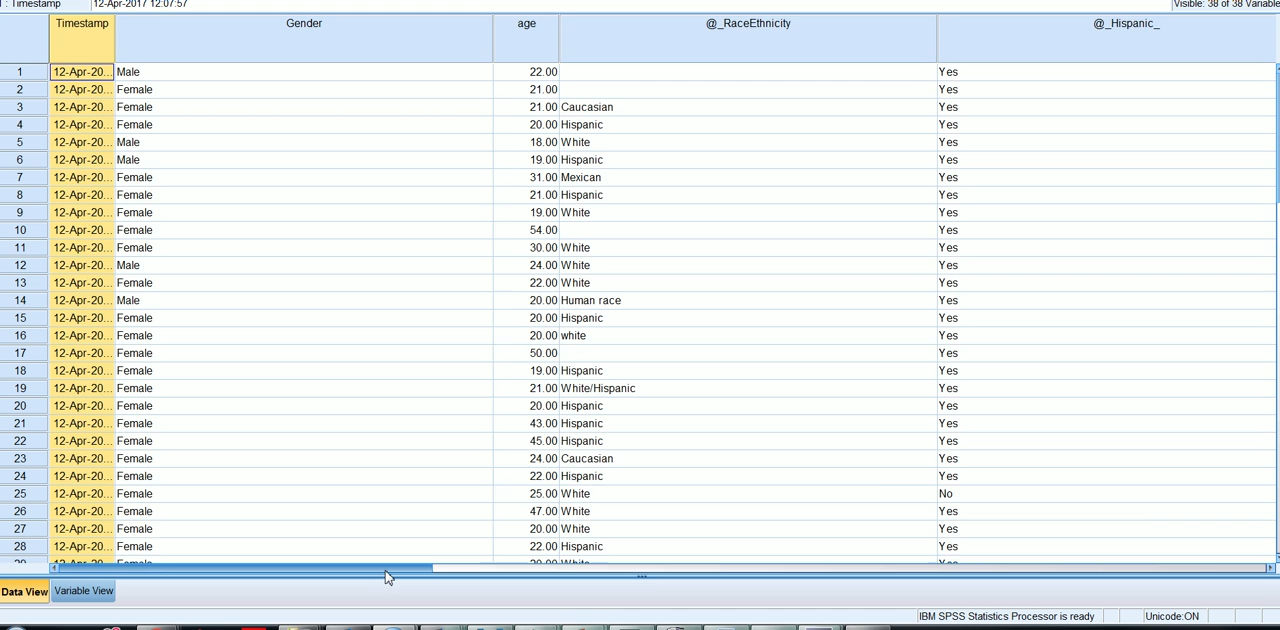 : Timestamp 12-Apr-2017 12:07:57 Visible: 38 of 38 Variable
Timestamp Gender age @_RaceEthnicity @_Hispanic_
1 12-Apr-20... Male 22.00 Yes
2 12-Apr-20... Female 21.00 Yes
3 12-Apr-20... Female 21.00 Caucasian Yes
4 12-Apr-20... Female 20.00 Hispanic Yes
5 12-Apr-20... Male 18.00 White Yes
6 12-Apr-20... Male 19.00 Hispanic Yes
7 12-Apr-20... Female 31.00 Mexican Yes
8 12-Apr-20... Female 21.00 Hispanic Yes
9 12-Apr-20... Female 19.00 White Yes
10 12-Apr-20... Female 54.00 Yes
11 12-Apr-20... Female 30.00 White Yes
12 12-Apr-20... Male 24.00 White Yes
13 12-Apr-20... Female 22.00 White Yes
14 12-Apr-20... Male 20.00 Human race Yes
15 12-Apr-20... Female 20.00 Hispanic Yes
16 12-Apr-20... Female 20.00 white Yes
17 12-Apr-20... Female 50.00 Yes
18 12-Apr-20... Female 19.00 Hispanic Yes
19 12-Apr-20... Female 21.00 White/Hispanic Yes
20 12-Apr-20... Female 20.00 Hispanic Yes
21 12-Apr-20... Female 43.00 Hispanic Yes
22 12-Apr-20... Female 45.00 Hispanic Yes
23 12-Apr-20... Female 24.00 Caucasian Yes
24 12-Apr-20... Female 22.00 Hispanic Yes
25 12-Apr-20... Female 25.00 White No
26 12-Apr-20... Female 47.00 White Yes
27 12-Apr-20... Female 20.00 White Yes
28 12-Apr-20... Female 22.00 Hispanic Yes
Data View Variable View
IBM SPSS Statistics Processor is ready Unicode:ON